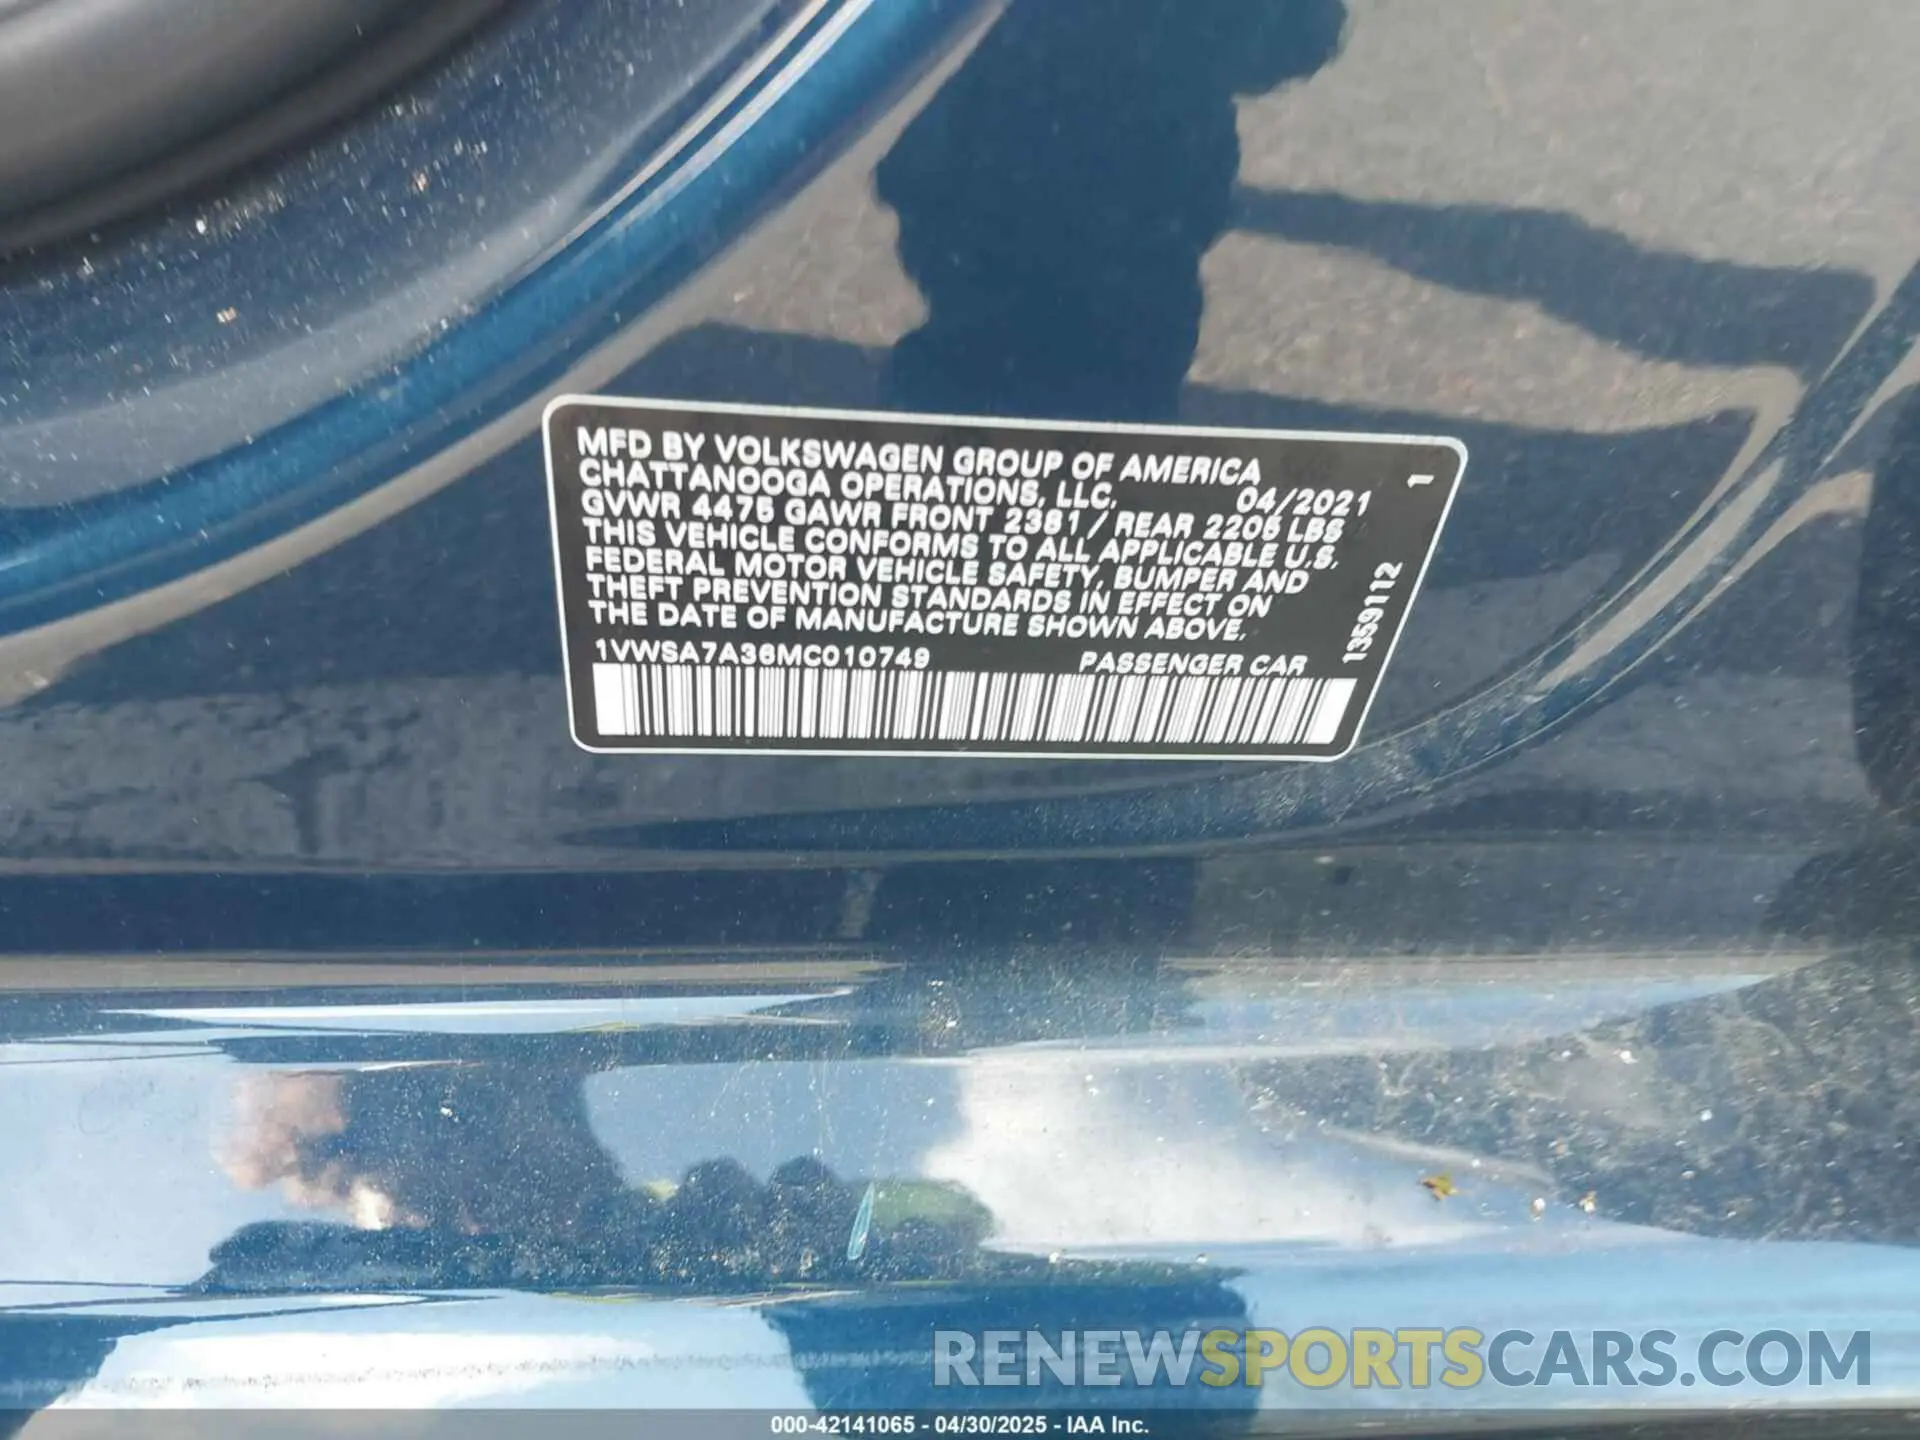 MFD BY VOLKSWAGEN GROUP OF AMERICA
CHATTANOOGA OPERATIONS, LLC. 04/2021
GVWR 4475 GAWR FRONT 2381 / REAR 2205 LBS
THIS VEHICLE CONFORMS TO ALL APPLICABLE U.S.
FEDERAL MOTOR VEHICLE SAFETY, BUMPER AND
THEFT PREVENTION STANDARDS IN EFFECT ON
THE DATE OF MANUFACTURE SHOWN ABOVE.
1VWSA7A36MC010749 PASSENGER CAR
1359112
1
RENEWSPORTSCARS.COM
000-42141065 - 04/30/2025 - IAA Inc.